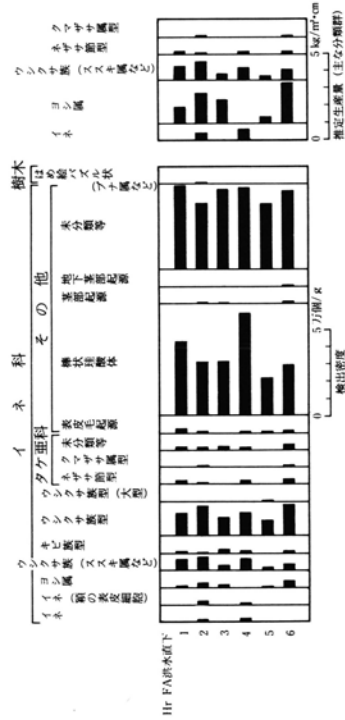 イネ科
樹木
タケ亜科
その他
イネ
イネ(籾の表皮細胞)
ヨシ属
ウシクサ族(ススキ属など)
キビ族型
ウシクサ族型
ウシクサ族型(大型)
ネザサ節型
クマザサ属型
未分類等
表皮毛起源
棒状珪酸体
茎部起源
地下茎部起源
未分類等
はめ絵パズル状(ブナ属など)
イネ
ヨシ属
ウシクサ族(ススキ属など)
ネザサ節型
クマザサ属型
Hr FA洪水直下
1
2
3
4
5
6
0
5万個/g
検出密度
0
5 kg/m²・cm
推定生産量(主な分類群)